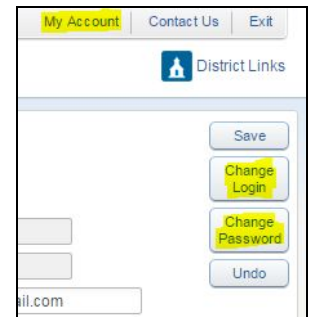 My Account Contact Us Exit
District Links
Save
Change
Login
Change
Password
Undo
ail.com